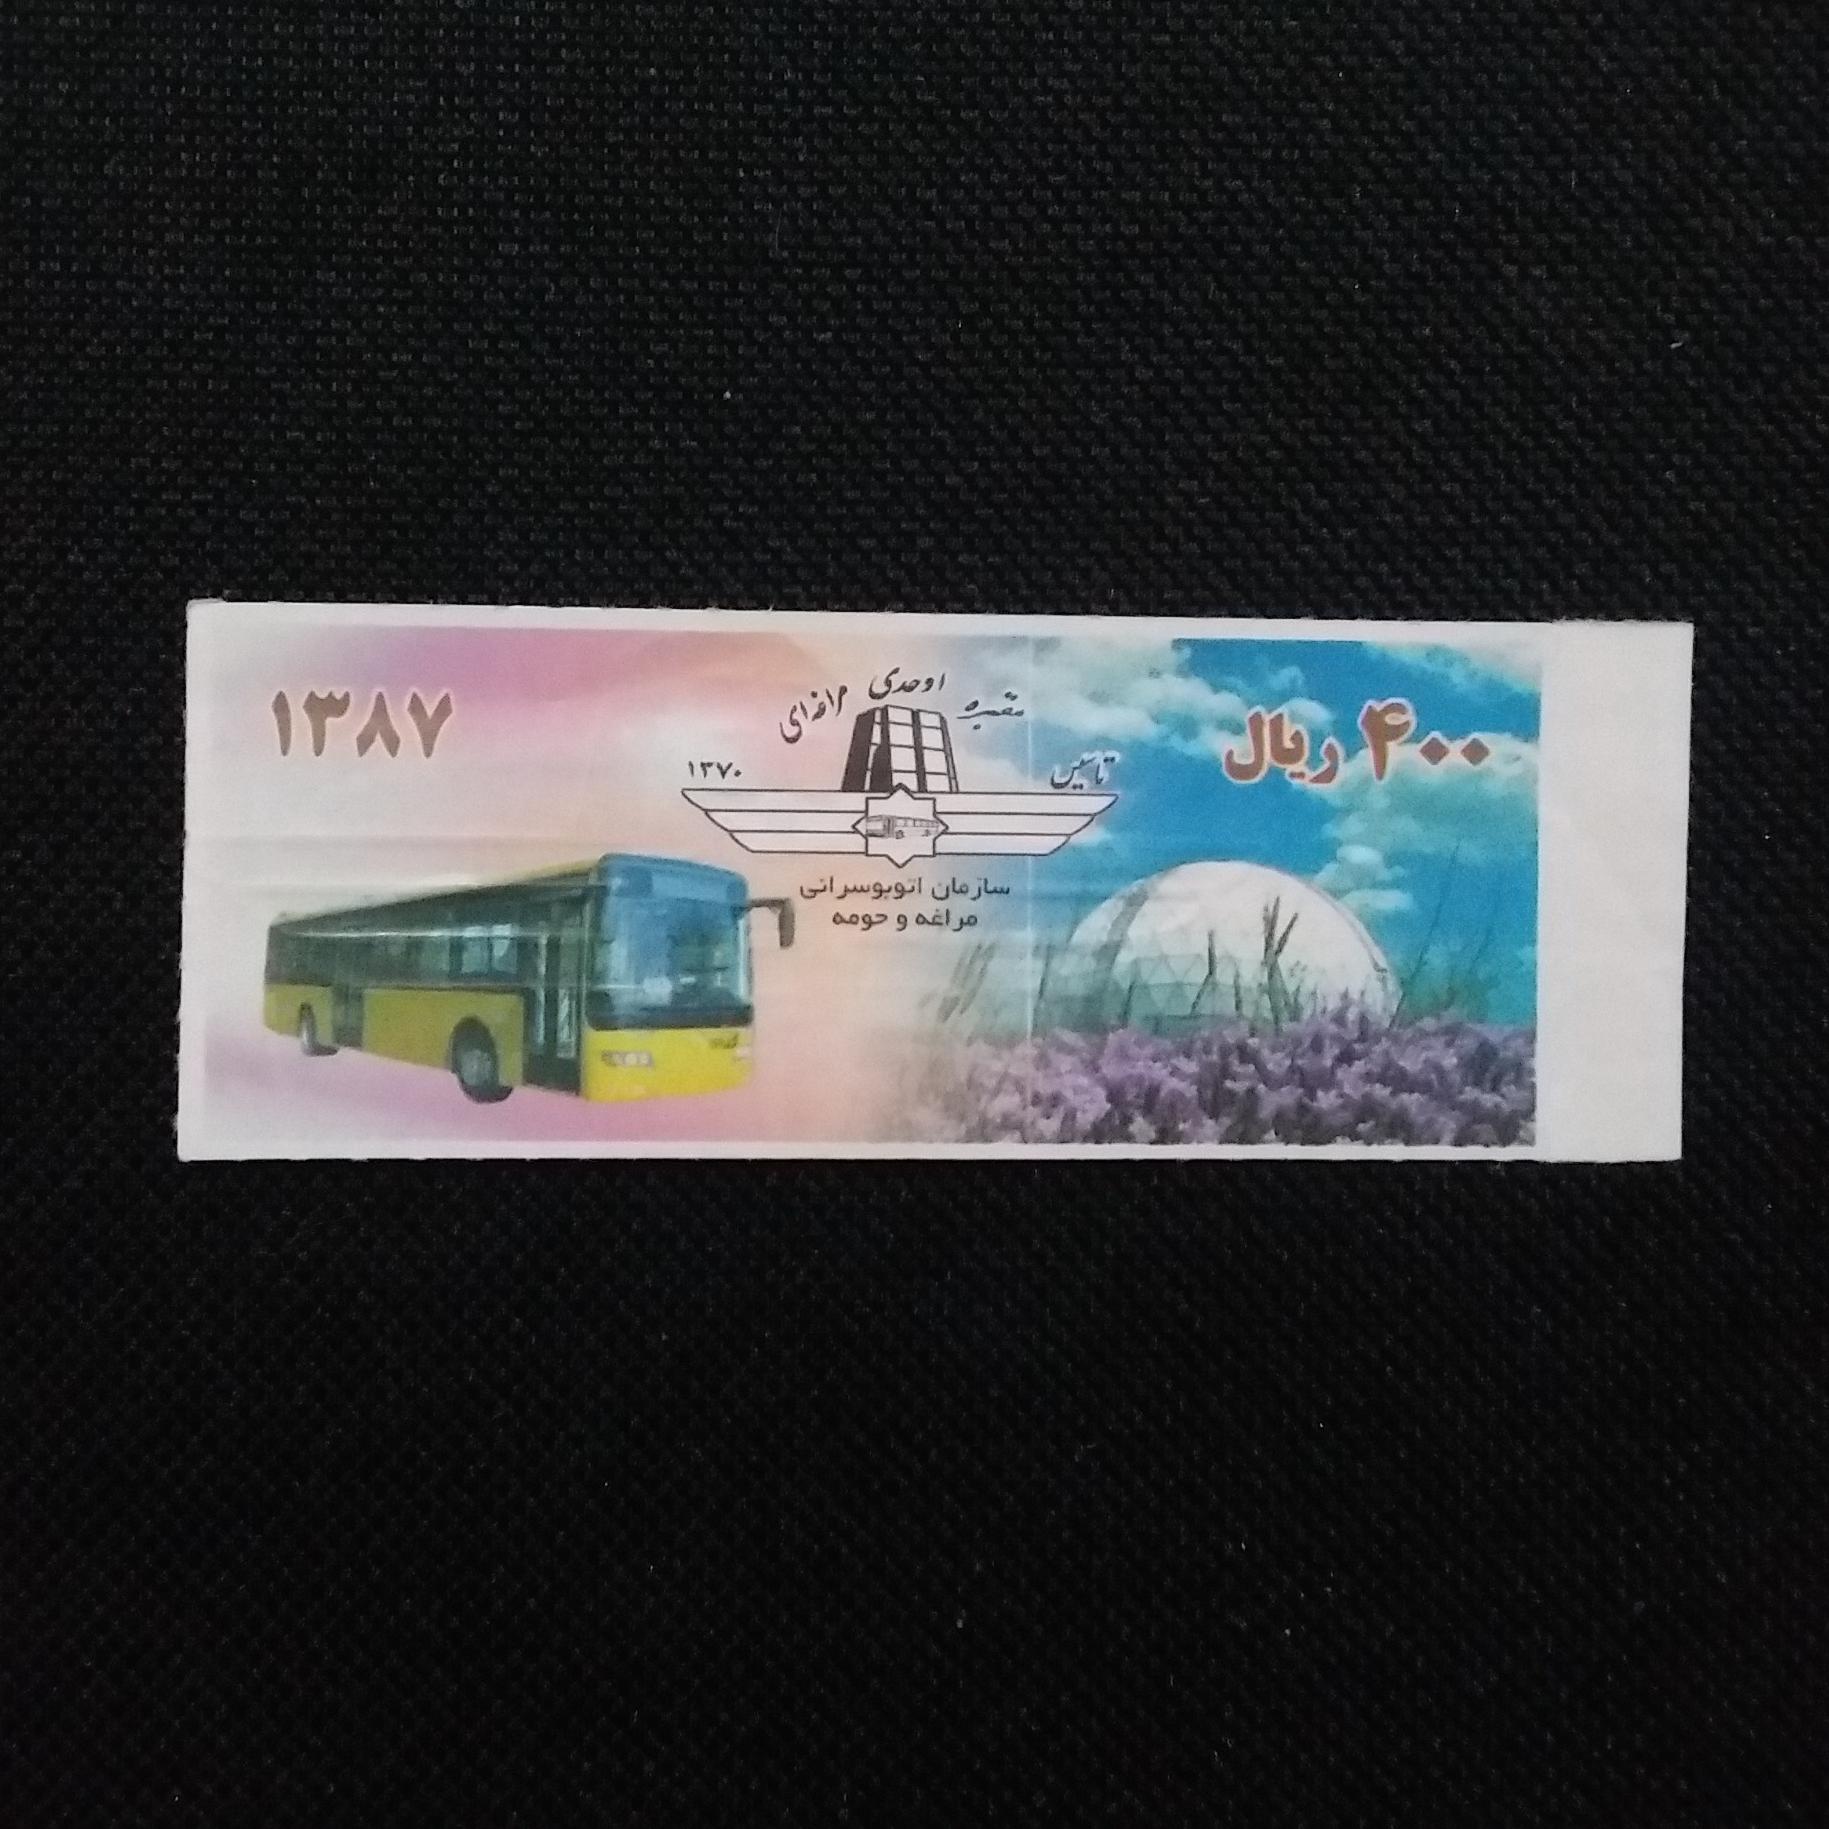 ۴۰۰ ریال
۱۳۸۷
مقبره اوحدی مراغه‌ای
تاسیس ۱۳۷۰
سازمان اتوبوسرانی
مراغه و حومه